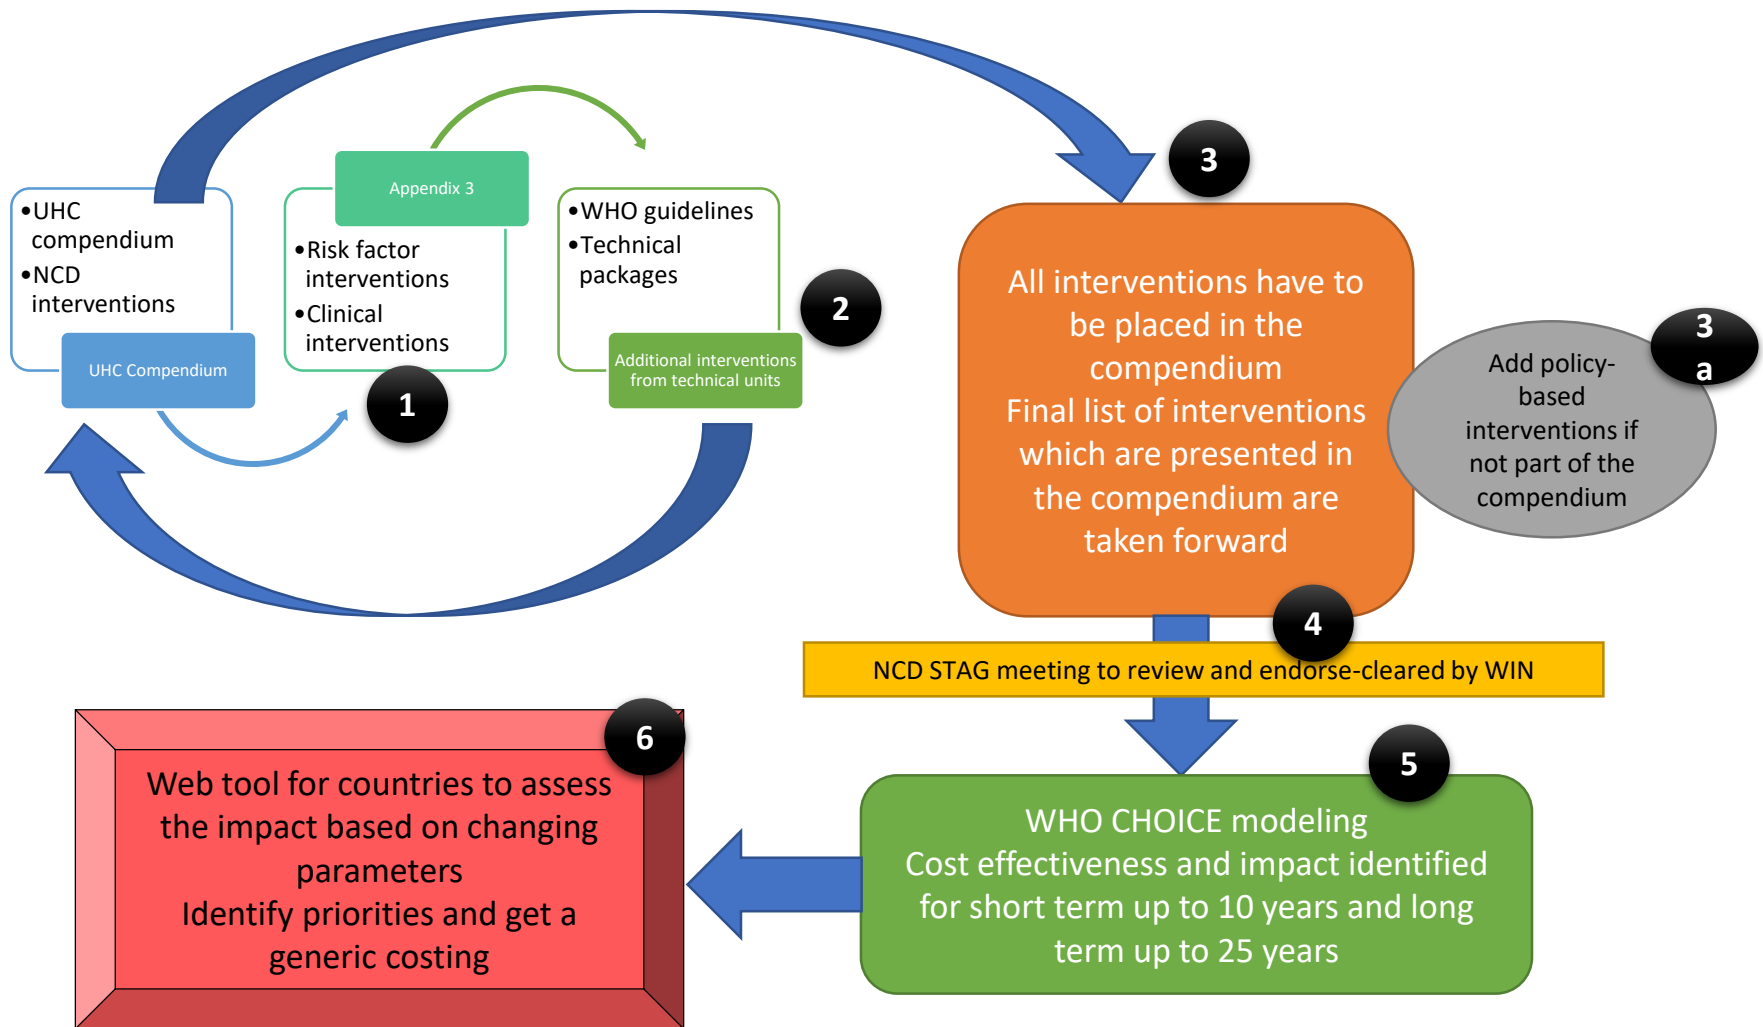 •UHC
compendium
•NCD
interventions
UHC Compendium
Appendix 3
•Risk factor
interventions
•Clinical
interventions
1
•WHO guidelines
•Technical
packages
Additional interventions
from technical units
2
3
All interventions have to
be placed in the
compendium
Final list of interventions
which are presented in
the compendium are
taken forward
3
a
Add policy-
based
interventions if
not part of the
compendium
4
NCD STAG meeting to review and endorse-cleared by WIN
5
WHO CHOICE modeling
Cost effectiveness and impact identified
for short term up to 10 years and long
term up to 25 years
6
Web tool for countries to assess
the impact based on changing
parameters
Identify priorities and get a
generic costing